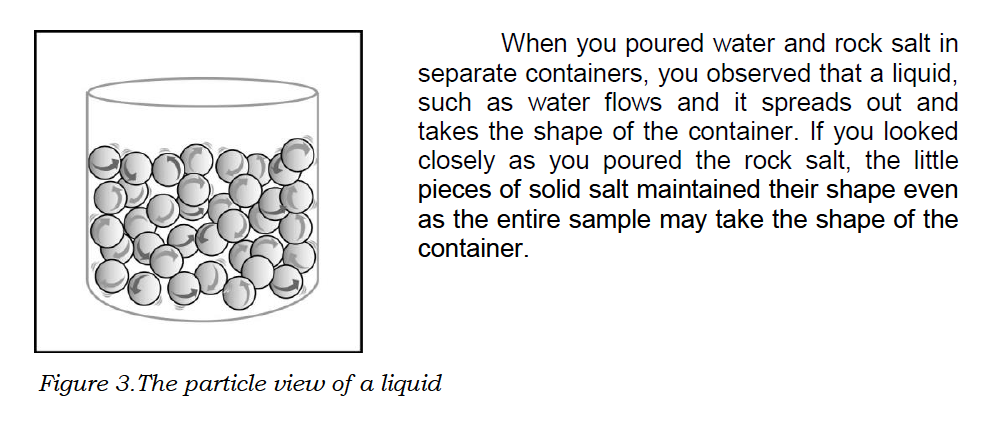 When you poured water and rock salt in
separate containers, you observed that a liquid,
such as water flows and it spreads out and
takes the shape of the container. If you looked
closely as you poured the rock salt, the little
pieces of solid salt maintained their shape even
as the entire sample may take the shape of the
container.
Figure 3.The particle view of a liquid